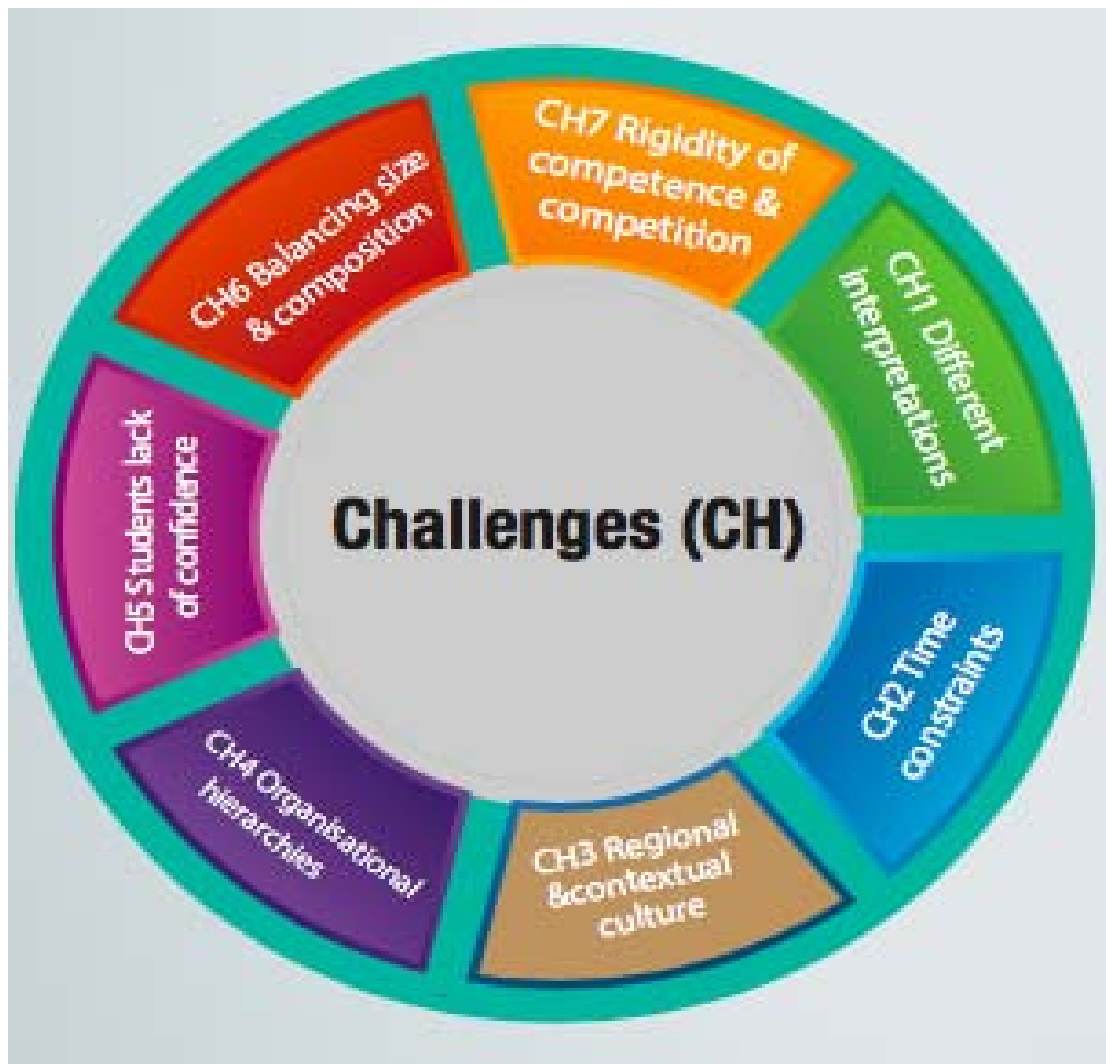 CH7 Rigidity of
competence &
competition
CH1 Different
interpretations
CH2 Time
constraints
CH3 Regional
&contextual
culture
CH4 Organisational
hierarchies
CH5 Students lack
of confidence
CH6 Balancing size
& composition
Challenges (CH)